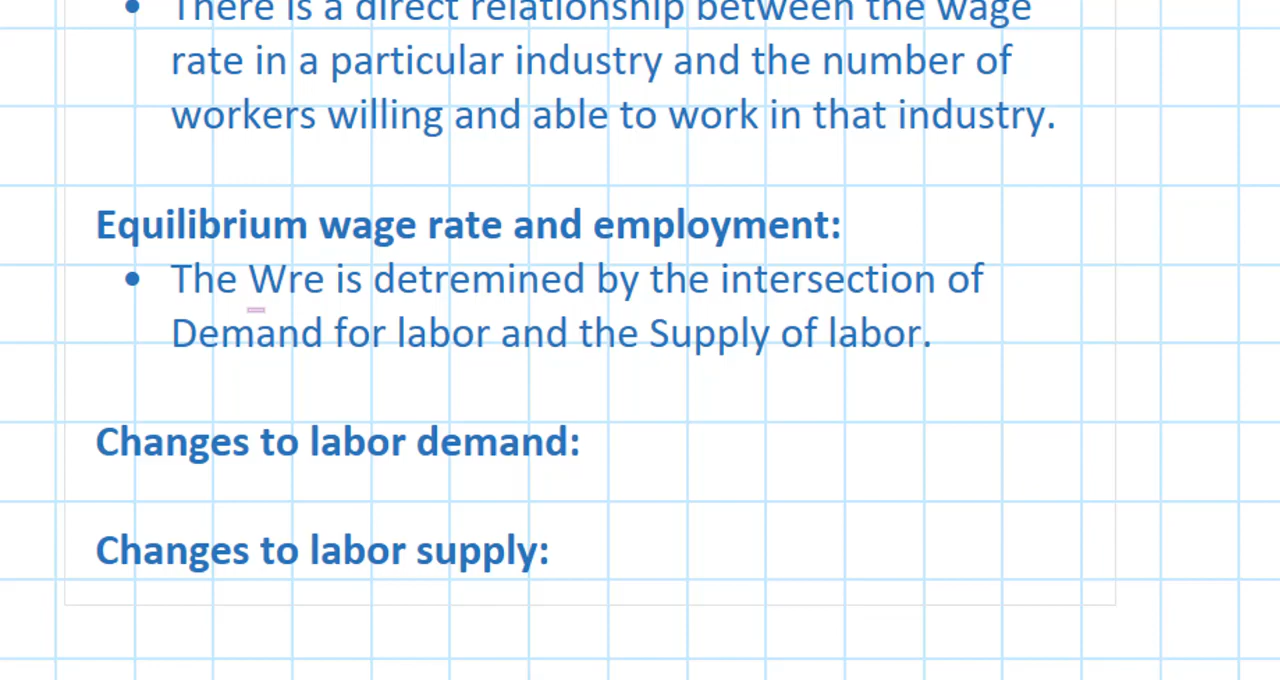 • There is a direct relationship between the wage
rate in a particular industry and the number of
workers willing and able to work in that industry.
Equilibrium wage rate and employment:
• The Wre is detremined by the intersection of
Demand for labor and the Supply of labor.
Changes to labor demand:
Changes to labor supply: